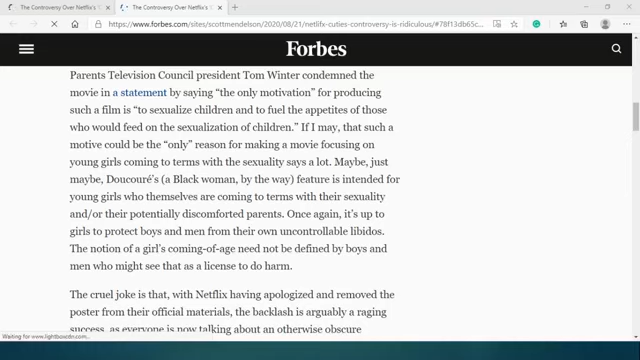 The Controversy Over Netflix's
The Controversy Over Netflix's
https://www.forbes.com/sites/scottmendelson/2020/08/21/netlifx-cuties-controversy-is-ridiculous/#78f13db65c...
Forbes
Parents Television Council president Tom Winter condemned the
movie in a statement by saying “the only motivation” for producing
such a film is “to sexualize children and to fuel the appetites of those
who would feed on the sexualization of children.” If I may, that such a
motive could be the “only” reason for making a movie focusing on
young girls coming to terms with the sexuality says a lot. Maybe, just
maybe, Doucouré’s (a Black woman, by the way) feature is intended for
young girls who themselves are coming to terms with their sexuality
and/or their potentially discomforted parents. Once again, it’s up to
girls to protect boys and men from their own uncontrollable libidos.
The notion of a girl’s coming-of-age need not be defined by boys and
men who might see that as a license to do harm.
The cruel joke is that, with Netflix having apologized and removed the
poster from their official materials, the backlash is arguably a raging
success, as everyone is now talking about an otherwise obscure
Waiting for www.lightboxcdn.com...